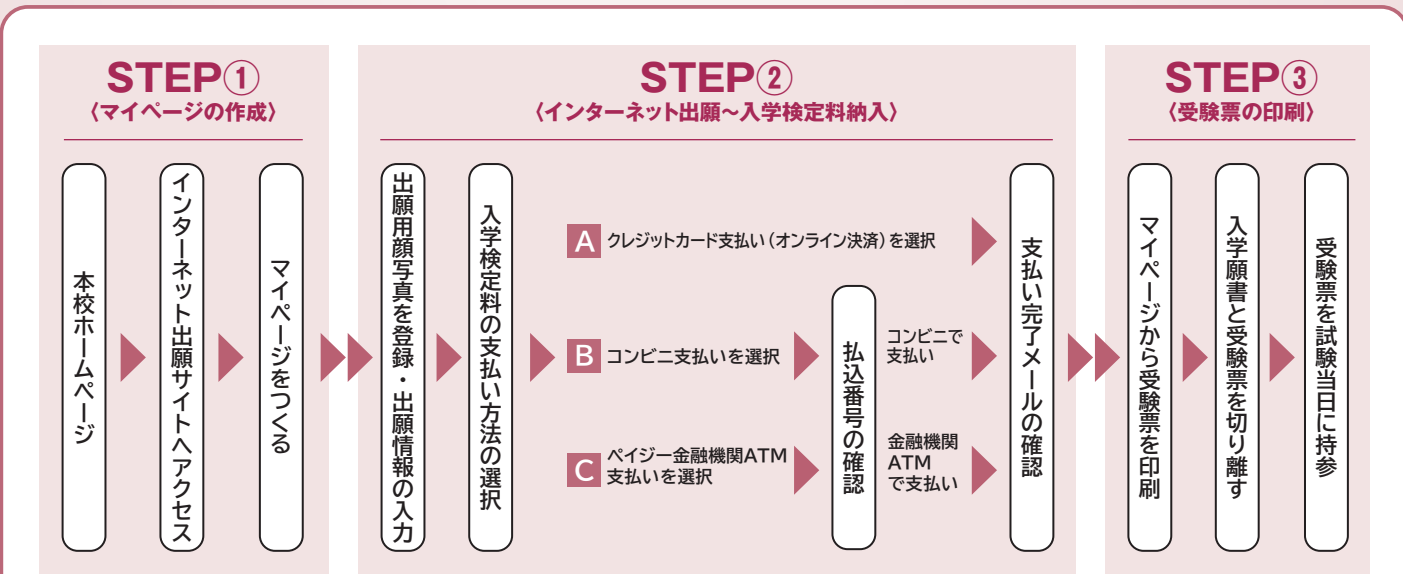 STEP①
〈マイページの作成〉
本校ホームページ
インターネット出願サイトへアクセス
マイページをつくる
STEP②
〈インターネット出願～入学検定料納入〉
出願用顔写真を登録・出願情報の入力
入学検定料の支払い方法の選択
A クレジットカード支払い（オンライン決済）を選択
B コンビニ支払いを選択
C ペイジー金融機関ATM
支払いを選択
払込番号の確認
コンビニで
支払い
金融機関
ATM
で支払い
支払い完了メールの確認
STEP③
〈受験票の印刷〉
マイページから受験票を印刷
入学願書と受験票を切り離す
受験票を試験当日に持参